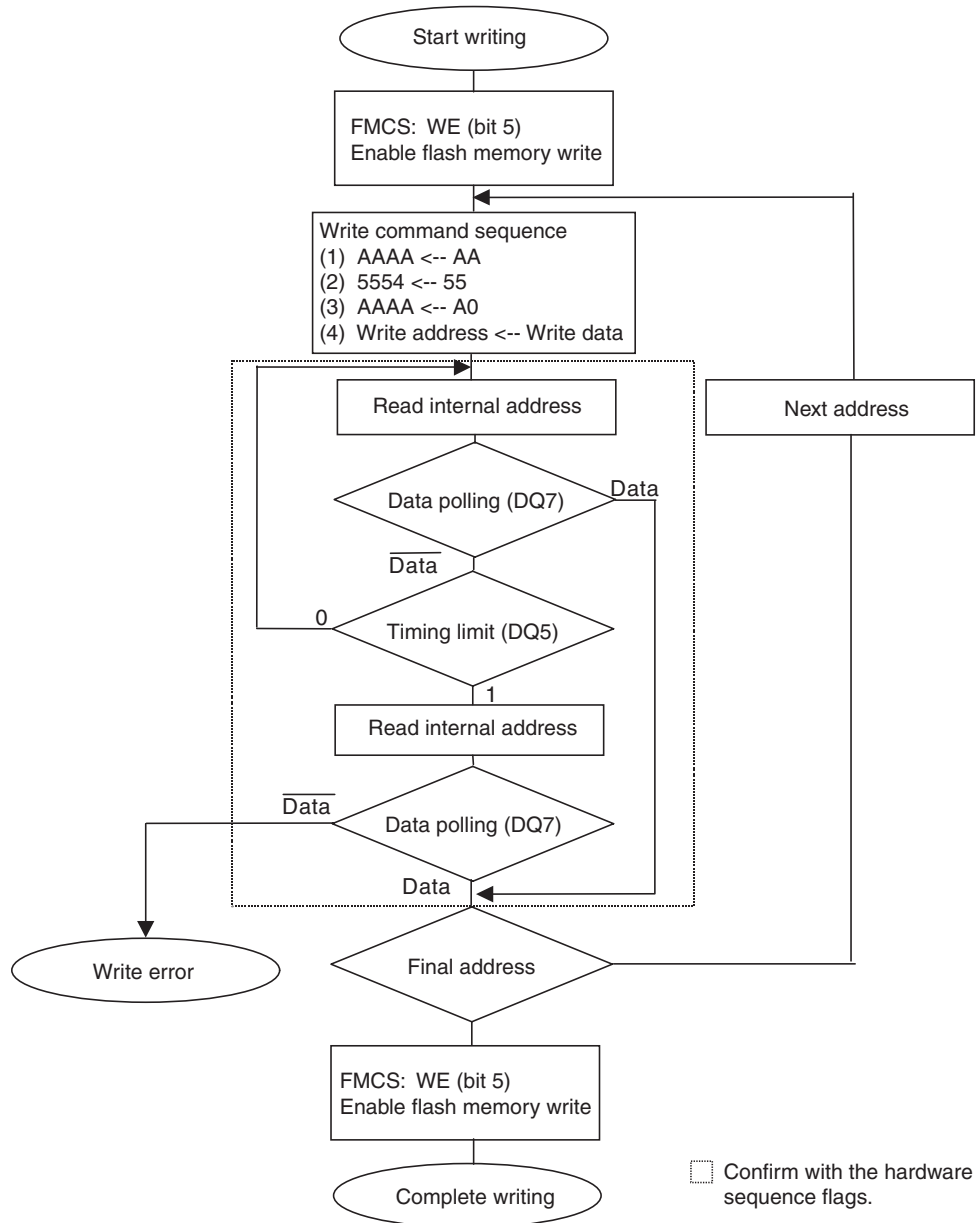 Start writing
FMCS: WE (bit 5)
Enable flash memory write
Write command sequence
(1) AAAA <-- AA
(2) 5554 <-- 55
(3) AAAA <-- A0
(4) Write address <-- Write data
Read internal address
Next address
Data polling (DQ7)
Data
D̅a̅t̅a̅
0
Timing limit (DQ5)
1
Read internal address
D̅a̅t̅a̅
Data polling (DQ7)
Data
Write error
Final address
FMCS: WE (bit 5)
Enable flash memory write
Complete writing
Confirm with the hardware
sequence flags.